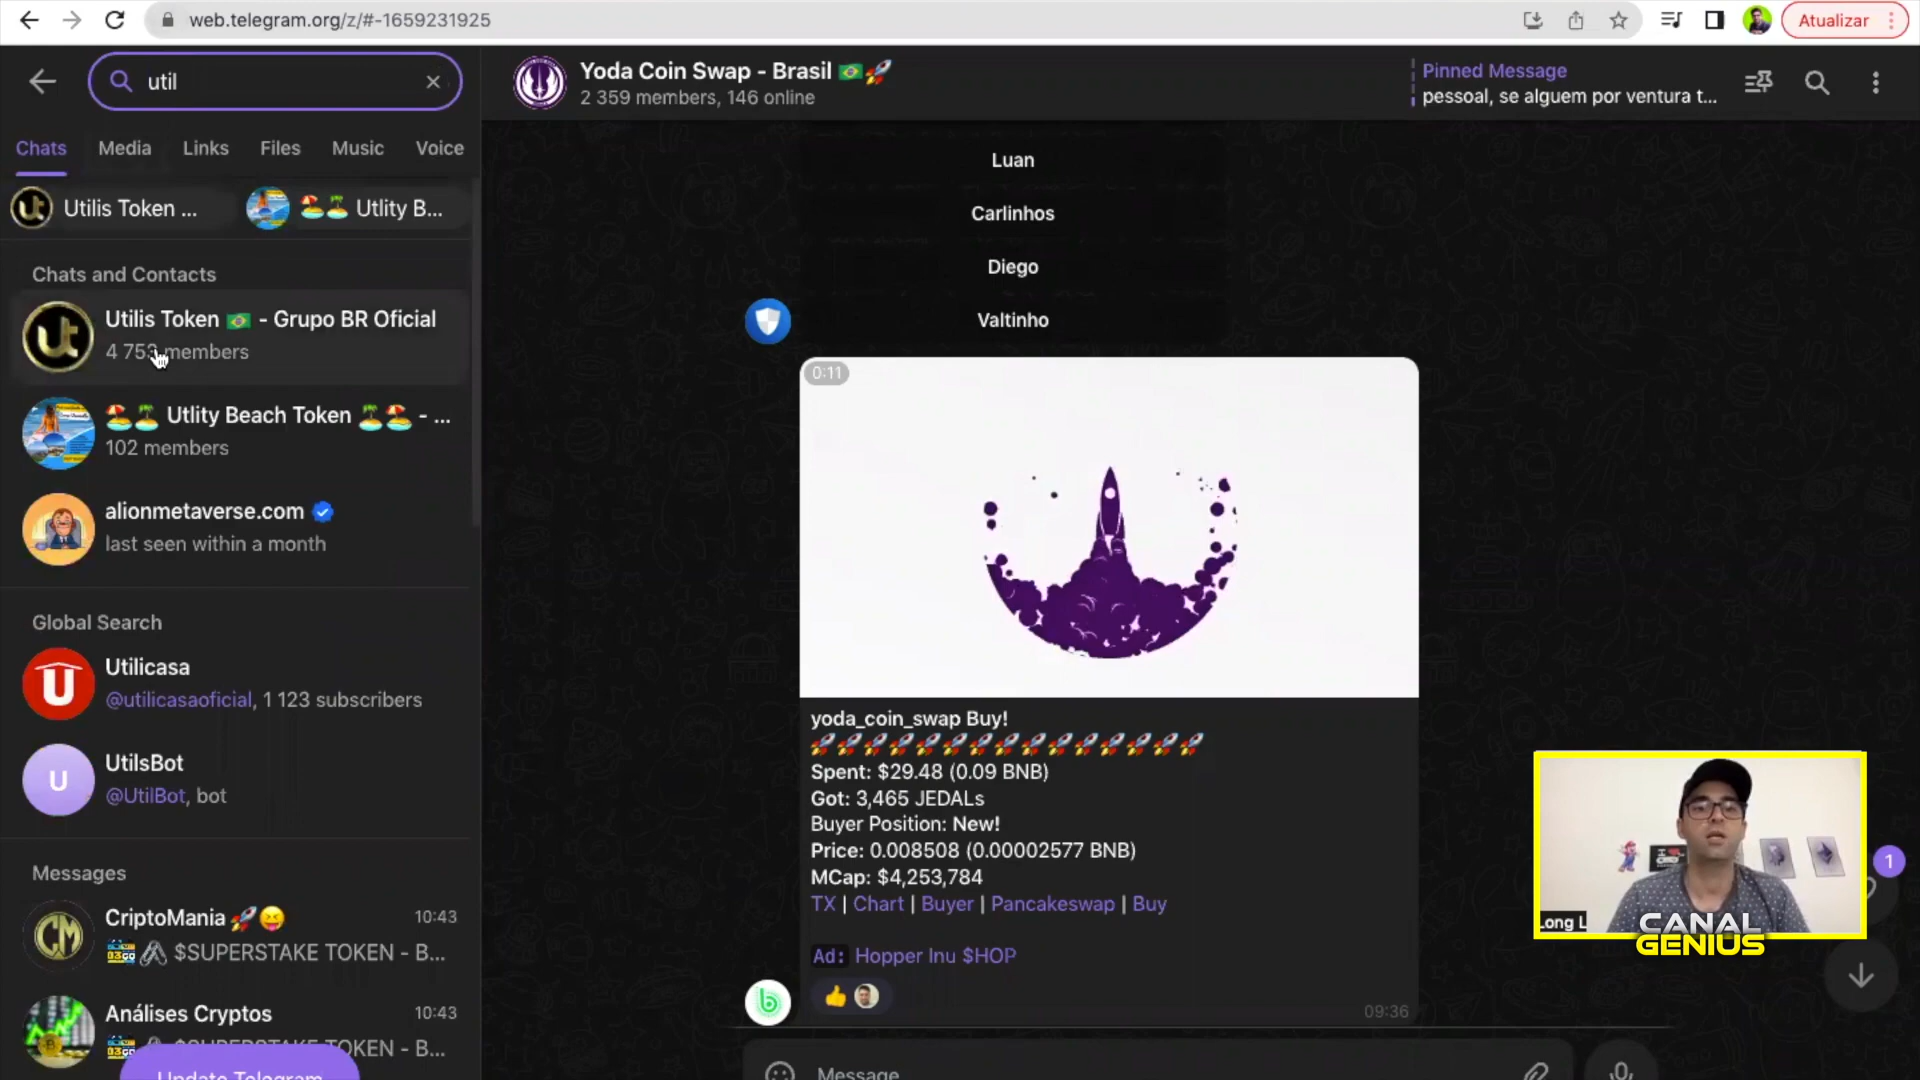 web.telegram.org/z/#-1659231925
Atualizar
util
Chats Media Links Files Music Voice
Utilis Token ...
Utlity B...
Chats and Contacts
Utilis Token 🇧🇷 - Grupo BR Oficial
members
🏖️🏝️ Utlity Beach Token 🏝️🏖️ - ...
102 members
alionmetaverse.com
last seen within a month
Global Search
Utilicasa
@utilicasaoficial, 1 123 subscribers
U
UtilsBot
@UtilBot, bot
Messages
CriptoMania 🚀😝
10:43
$SUPERSTAKE TOKEN - B...
Análises Cryptos
10:43
$SUPERSTAKE TOKEN - B...
Update Telegram
Yoda Coin Swap - Brasil 🇧🇷🚀
2 359 members, 146 online
Pinned Message
pessoal, se alguem por ventura t...
Luan
Carlinhos
Diego
Valtinho
0:11
yoda_coin_swap Buy!
🚀🚀🚀🚀🚀🚀🚀🚀🚀🚀🚀🚀🚀🚀🚀
Spent: $29.48 (0.09 BNB)
Got: 3,465 JEDALs
Buyer Position: New!
Price: 0.008508 (0.00002577 BNB)
MCap: $4,253,784
TX | Chart | Buyer | Pancakeswap | Buy
Ad: Hopper Inu $HOP
09:36
Message
1
Long L
CANAL
GENIUS